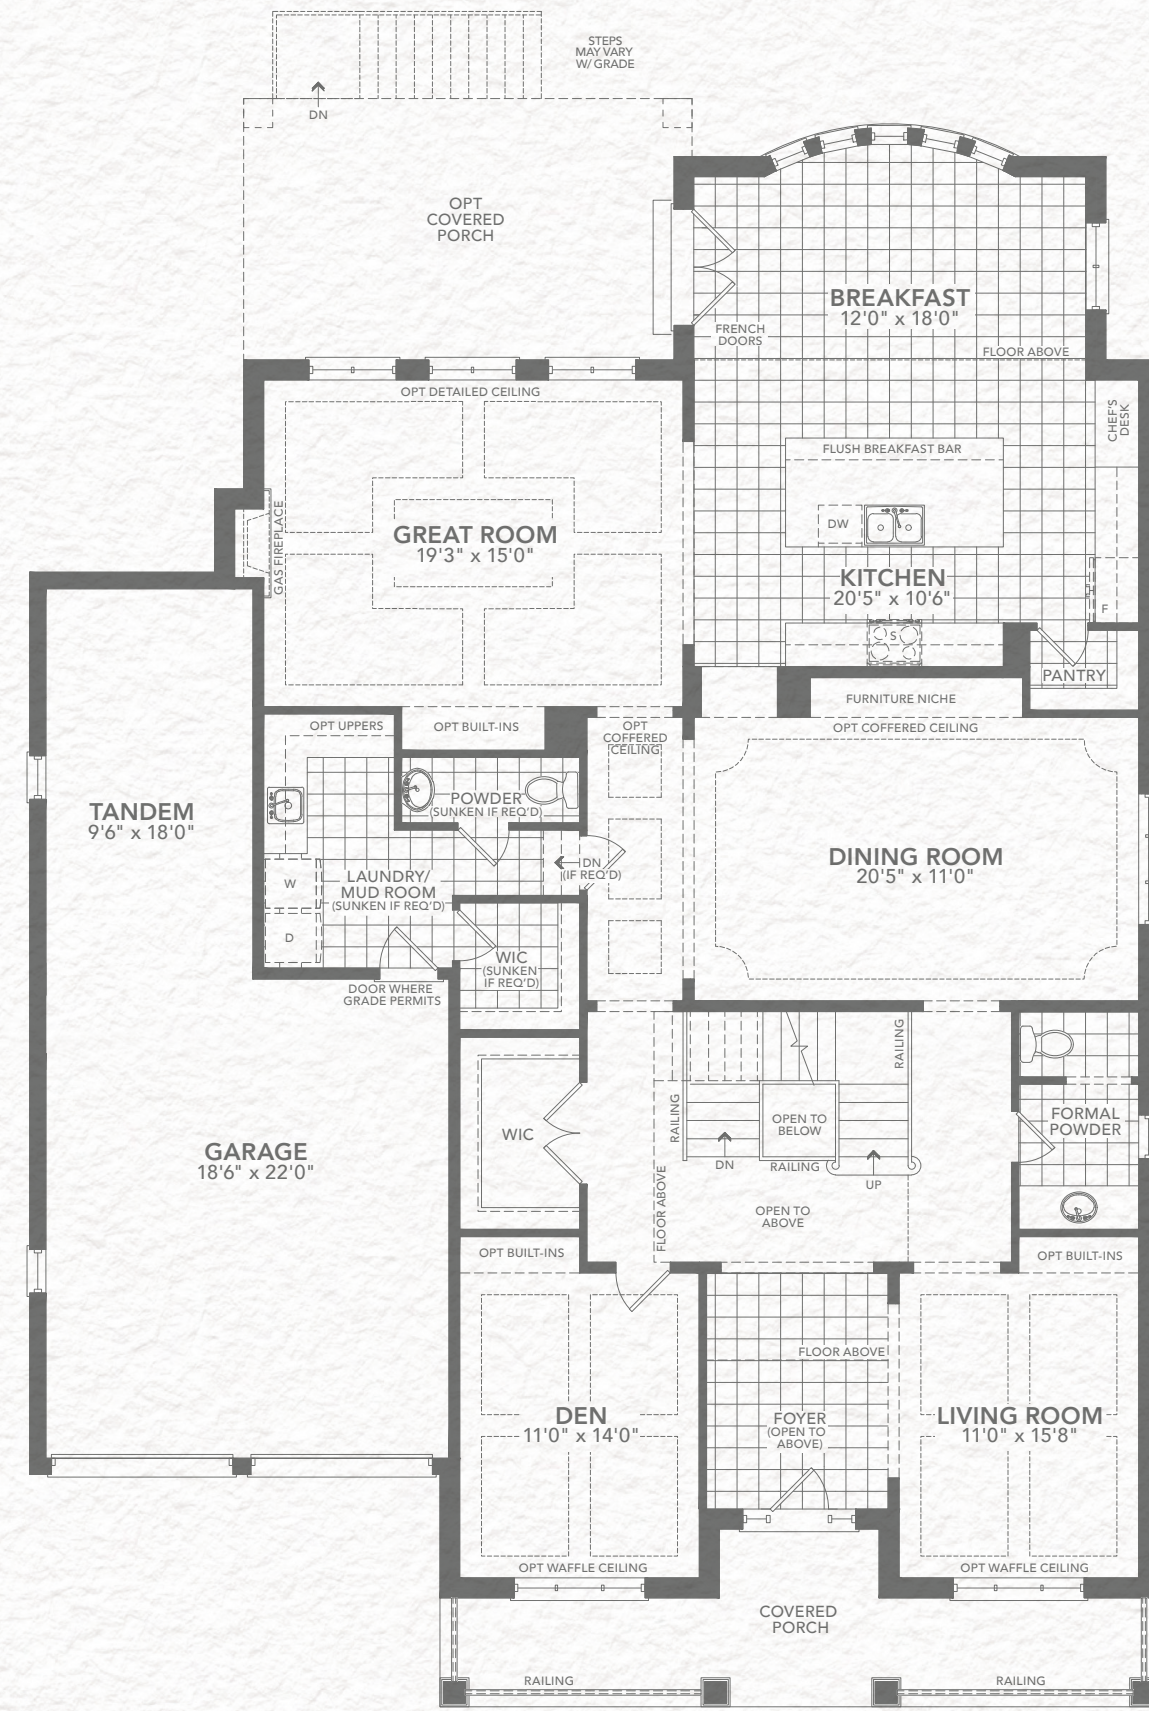 STEPS
MAY VARY
W/ GRADE
DN
OPT
COVERED
PORCH
BREAKFAST
12'0" x 18'0"
FRENCH
DOORS
FLOOR ABOVE
OPT DETAILED CEILING
CHEF'S
DESK
FLUSH BREAKFAST BAR
GAS FIREPLACE
GREAT ROOM
19'3" x 15'0"
DW
KITCHEN
20'5" x 10'6"
F
S
PANTRY
FURNITURE NICHE
OPT UPPERS
OPT BUILT-INS
OPT
COFFERED
CEILING
OPT COFFERED CEILING
TANDEM
9'6" x 18'0"
POWDER
(SUNKEN IF REQ'D)
DN
(IF REQ'D)
DINING ROOM
20'5" x 11'0"
W
LAUNDRY/
MUD ROOM
(SUNKEN IF REQ'D)
D
WIC
(SUNKEN
IF REQ'D)
DOOR WHERE
GRADE PERMITS
RAILING
RAILING
OPEN TO
BELOW
FORMAL
POWDER
WIC
GARAGE
18'6" x 22'0"
DN
RAILING
UP
FLOOR ABOVE
OPEN TO
ABOVE
OPT BUILT-INS
OPT BUILT-INS
FLOOR ABOVE
DEN
11'0" x 14'0"
FOYER
(OPEN TO
ABOVE)
LIVING ROOM
11'0" x 15'8"
OPT WAFFLE CEILING
OPT WAFFLE CEILING
COVERED
PORCH
RAILING
RAILING